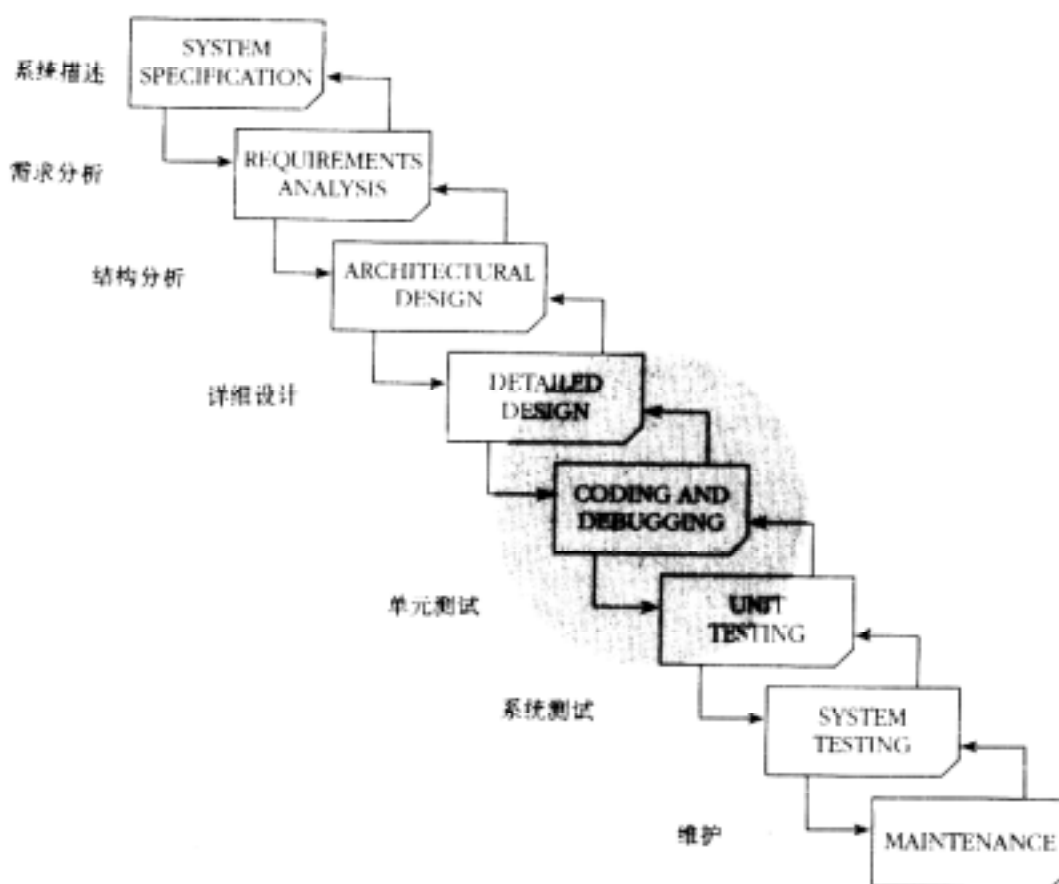 系统描述
SYSTEM
SPECIFICATION
需求分析
REQUIREMENTS
ANALYSIS
结构分析
ARCHITECTURAL
DESIGN
详细设计
DETAILED
DESIGN
CODING AND
DEBUGGING
单元测试
UNIT
TESTING
系统测试
SYSTEM
TESTING
维护
MAINTENANCE